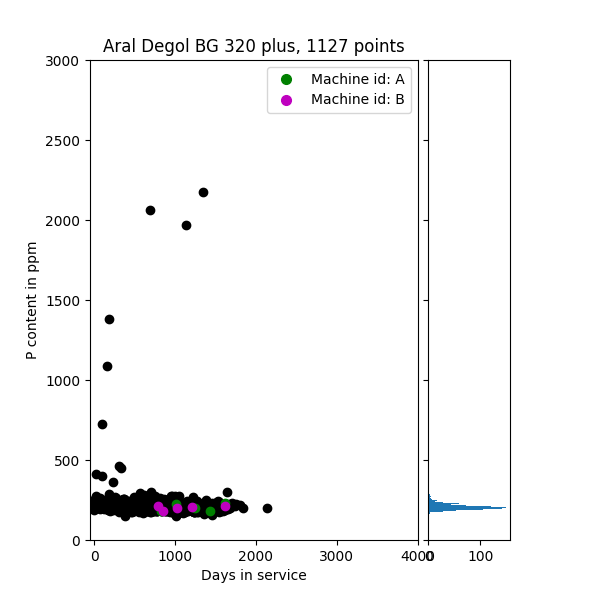 Aral Degol BG 320 plus, 1127 points
Machine id: A
Machine id: B
P content in ppm
3000
2500
2000
1500
1000
500
0
0
1000
2000
3000
4000
0
100
Days in service